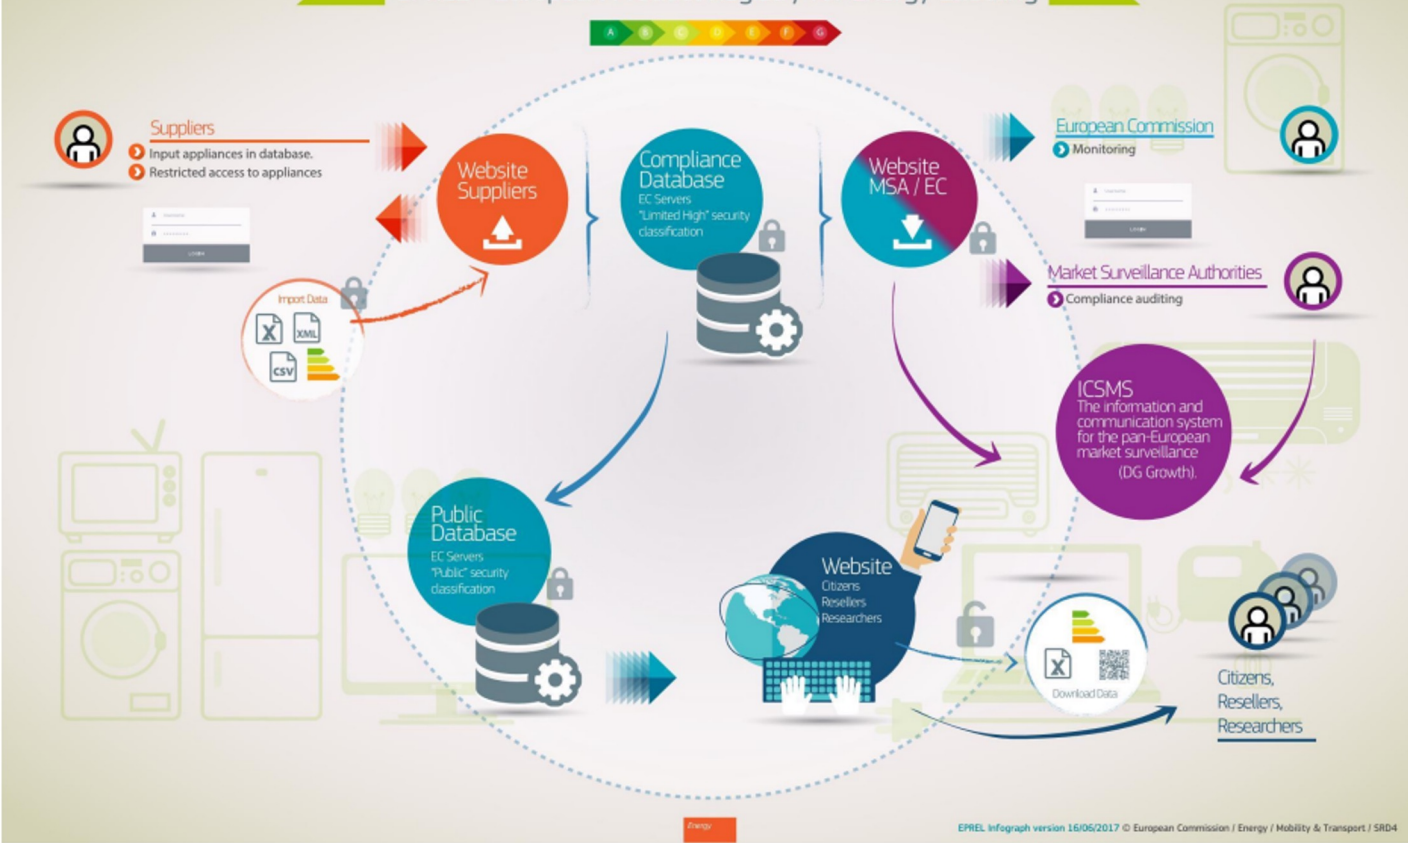 A B C D E F G
Suppliers
Input appliances in database.
Restricted access to appliances
LOGIN
Import Data
XML
CSV
Website
Suppliers
Compliance
Database
EC Servers
"Limited High" security
classification
Website
MSA / EC
European Commission
Monitoring
LOGIN
Market Surveillance Authorities
Compliance auditing
ICSMS
The information and
communication system
for the pan-European
market surveillance
(DG Growth).
Public
Database
EC Servers
"Public" security
classification
Website
Citizens
Resellers
Researchers
Download Data
Citizens,
Resellers,
Researchers
Energy
EPREL Infograph version 16/06/2017 © European Commission / Energy / Mobility & Transport / SRD4